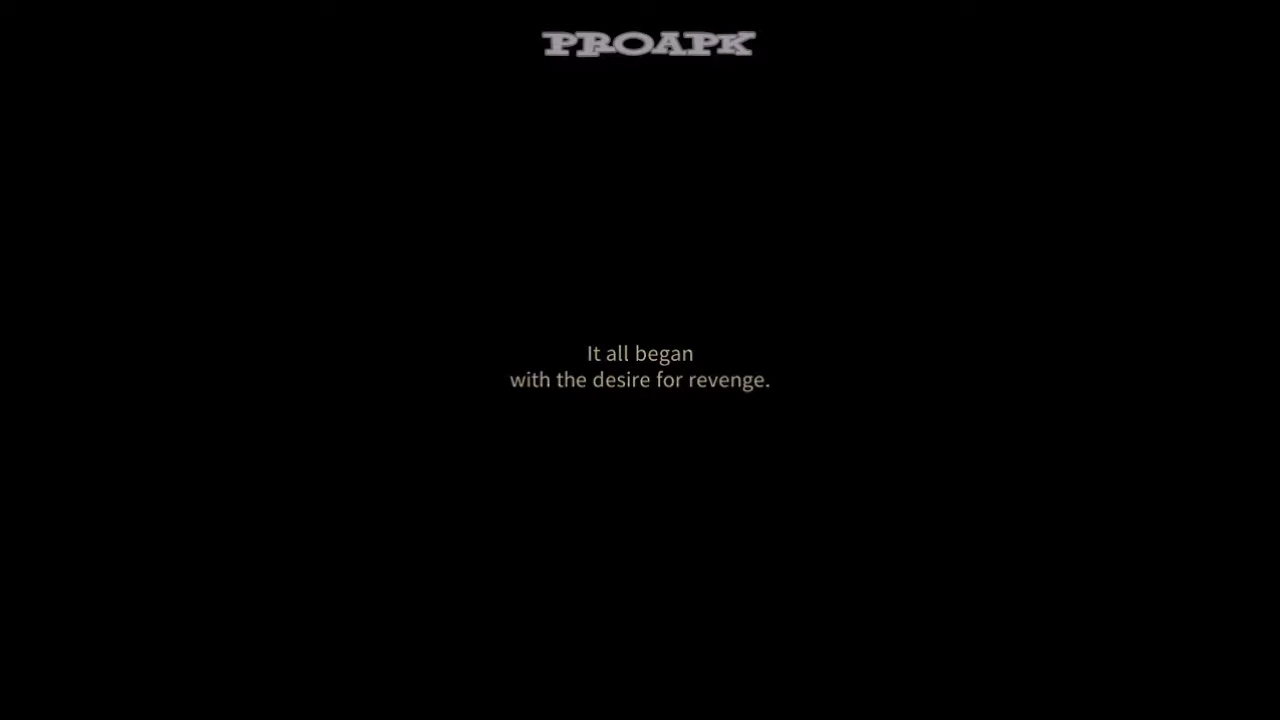 PROAPK
It all began
with the desire for revenge.